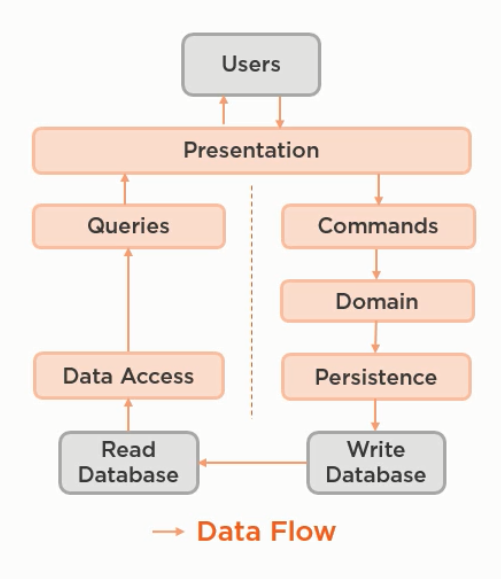 Users
Presentation
Queries
Commands
Domain
Data Access
Persistence
Read
Database
Write
Database
Data Flow